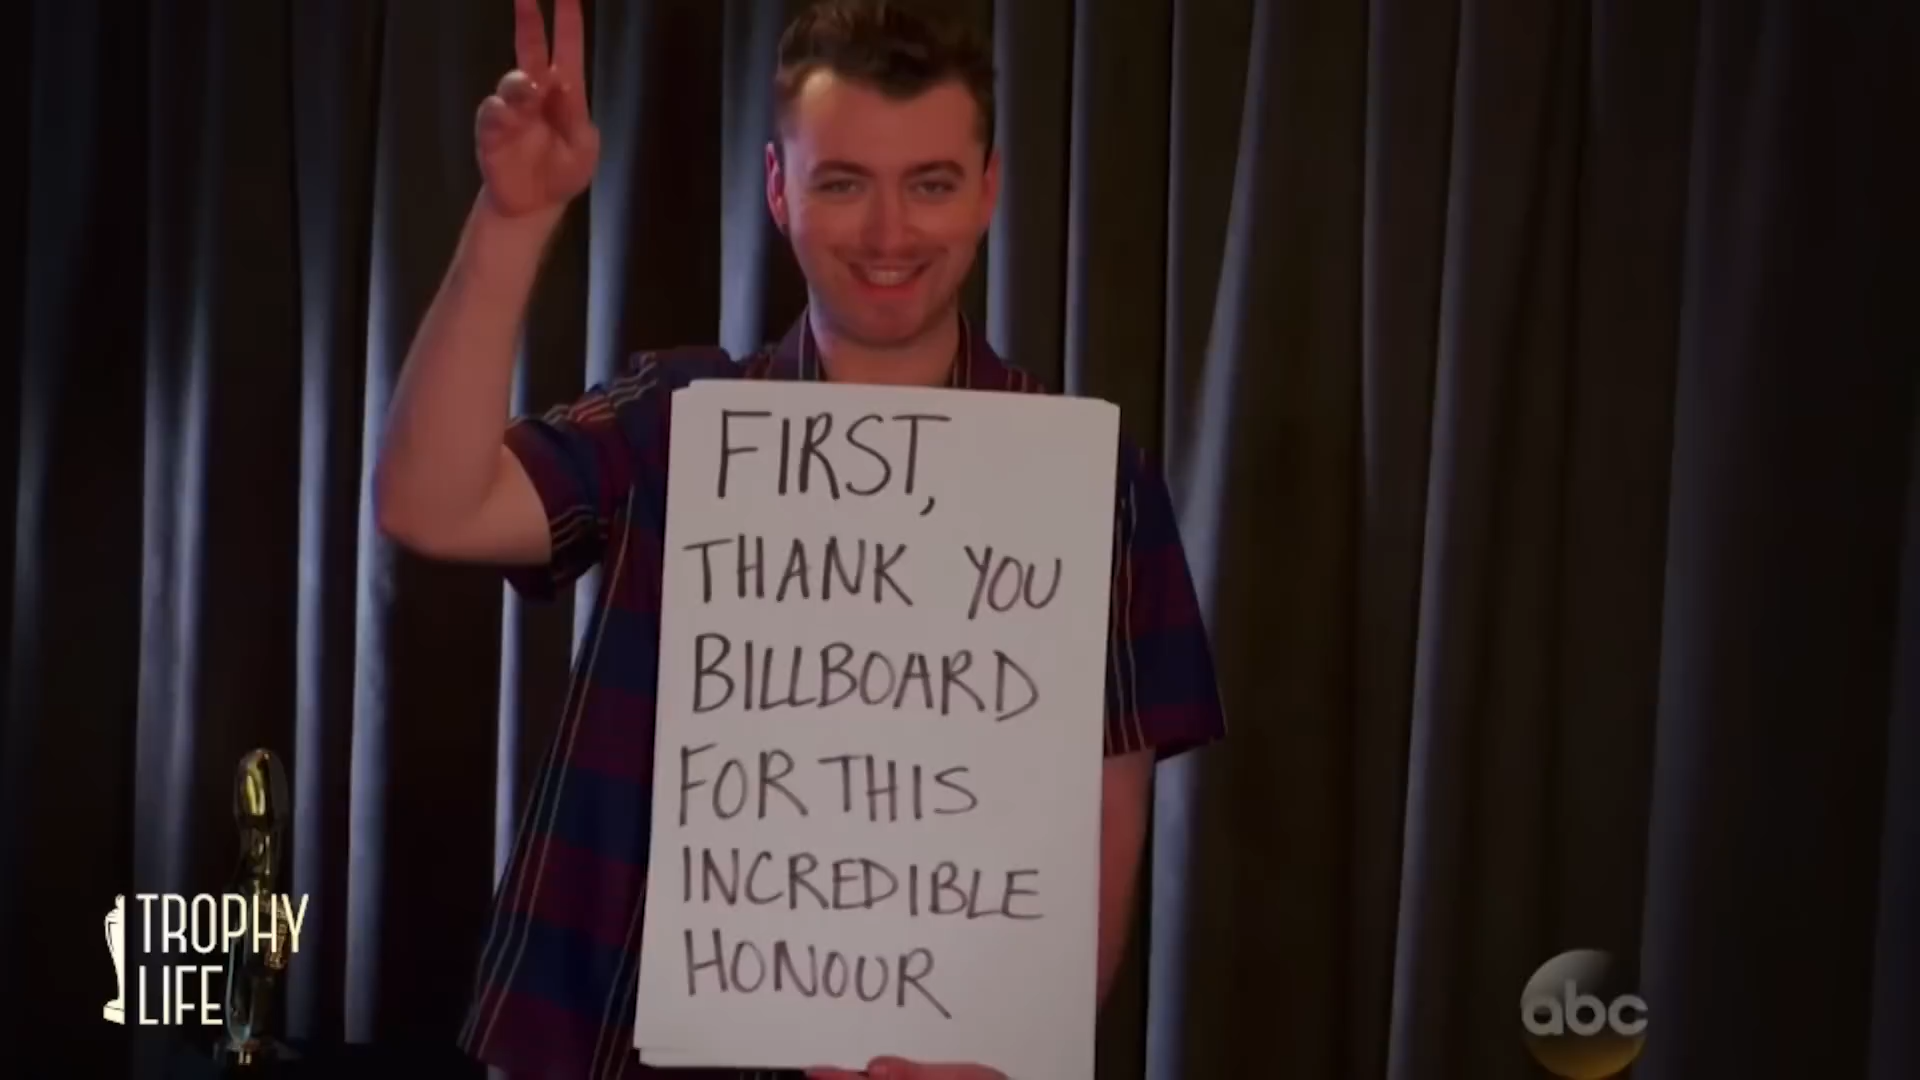 FIRST,
THANK YOU
BILLBOARD
FOR THIS
INCREDIBLE
HONOUR
TROPHY
LIFE
abc